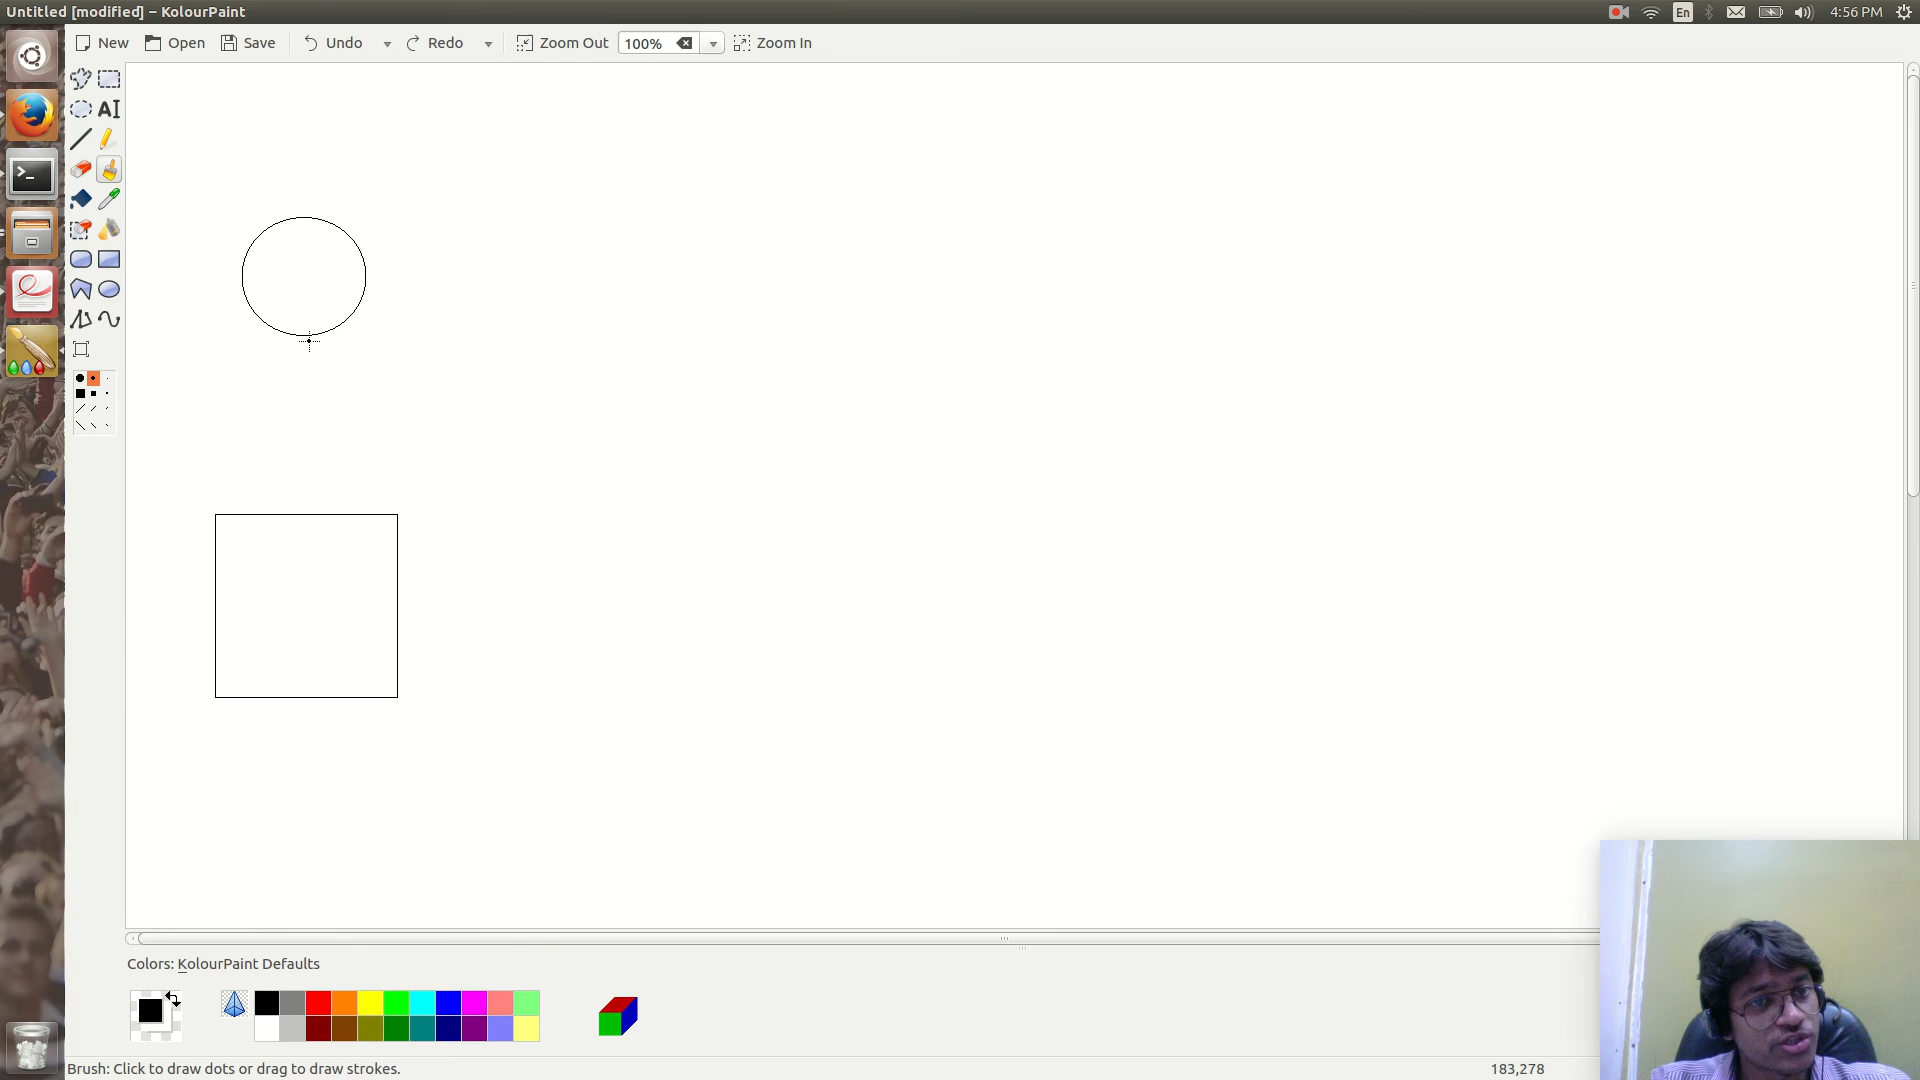 Untitled [modified] – KolourPaint
En
4:56 PM
New
Open
Save
Undo
Redo
Zoom Out
100%
Zoom In
AI
>_
Colors: KolourPaint Defaults
Brush: Click to draw dots or drag to draw strokes.
183,278